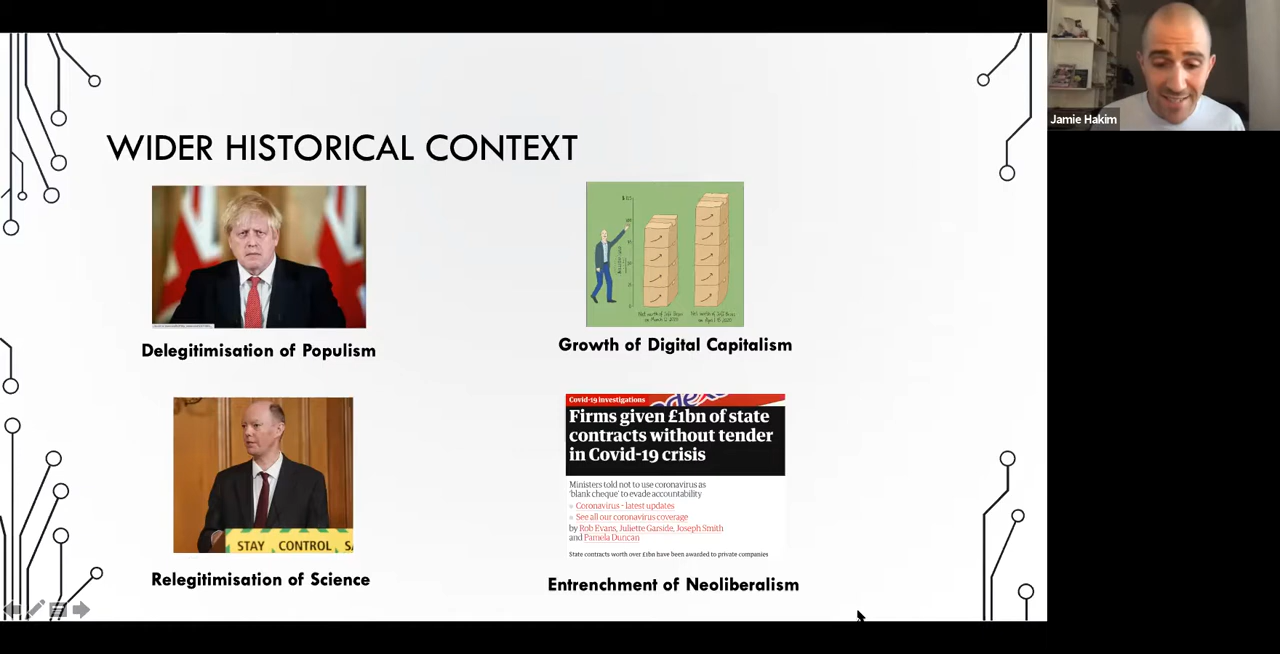 Jamie Hakim
WIDER HISTORICAL CONTEXT
Delegitimisation of Populism
Growth of Digital Capitalism
STAY CONTROL SA
Relegitimisation of Science
Covid-19 investigations
Firms given £1bn of state
contracts without tender
in Covid-19 crisis
Ministers told not to use coronavirus as
'blank cheque' to evade accountability
Coronavirus - latest updates
See all our coronavirus coverage
by Rob Evans, Juliette Garside, Joseph Smith
and Pamela Duncan
State contracts worth over £1bn have been awarded to private companies
Entrenchment of Neoliberalism